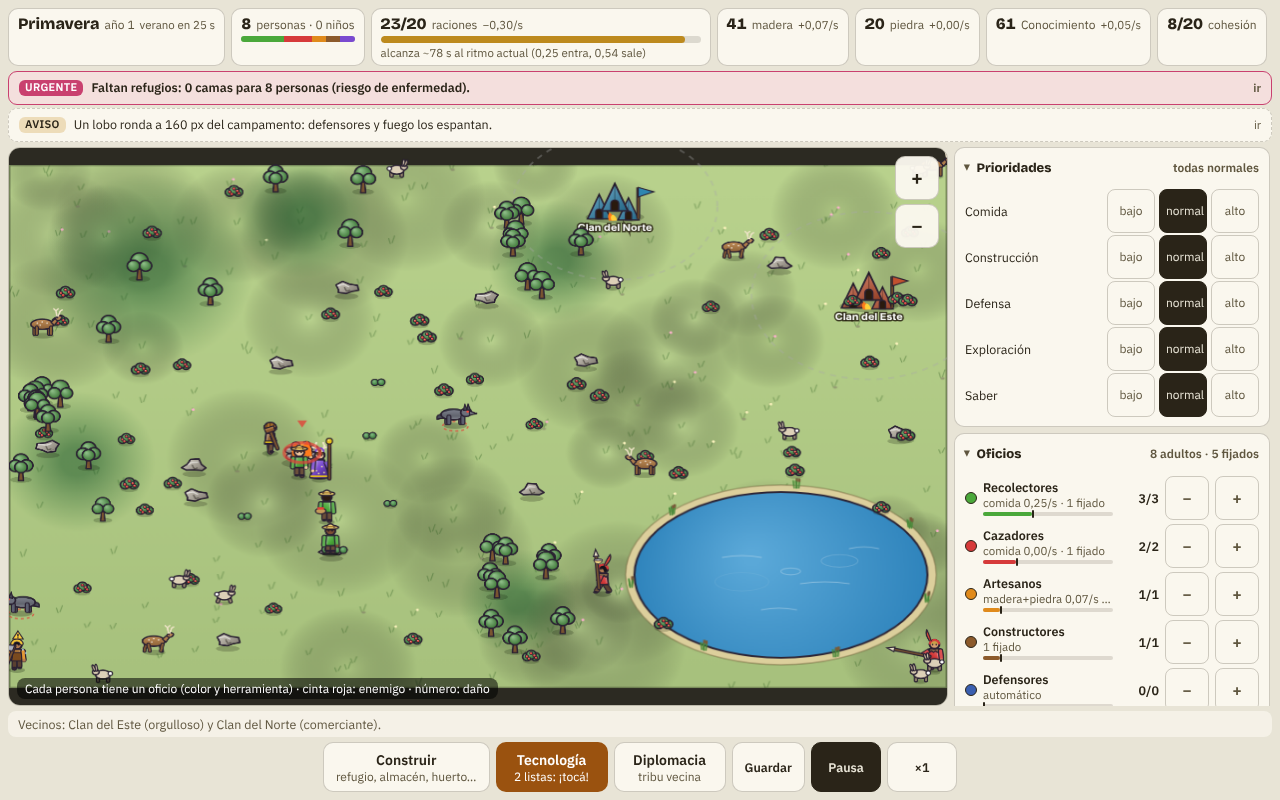 Primavera año 1 verano en 25 s
8 personas · 0 niños
23/20 raciones −0,30/s
alcanza ~78 s al ritmo actual (0,25 entra, 0,54 sale)
41 madera +0,07/s
20 piedra +0,00/s
61 Conocimiento +0,05/s
8/20 cohesión
URGENTE Faltan refugios: 0 camas para 8 personas (riesgo de enfermedad). ir
AVISO Un lobo ronda a 160 px del campamento: defensores y fuego los espantan. ir
+
−
Clan del Norte
Clan del Este
Cada persona tiene un oficio (color y herramienta) · cinta roja: enemigo · número: daño
▼ Prioridades todas normales
Comida bajo normal alto
Construcción bajo normal alto
Defensa bajo normal alto
Exploración bajo normal alto
Saber bajo normal alto
▼ Oficios 8 adultos · 5 fijados
Recolectores
comida 0,25/s · 1 fijado
3/3 − +
Cazadores
comida 0,00/s · 1 fijado
2/2 − +
Artesanos
madera+piedra 0,07/s ...
1/1 − +
Constructores
1 fijado
1/1 − +
Defensores
automático
0/0 − +
Vecinos: Clan del Este (orgulloso) y Clan del Norte (comerciante).
Construir
refugio, almacén, huerto...
Tecnología
2 listas: ¡tocá!
Diplomacia
tribu vecina
Guardar
Pausa
×1